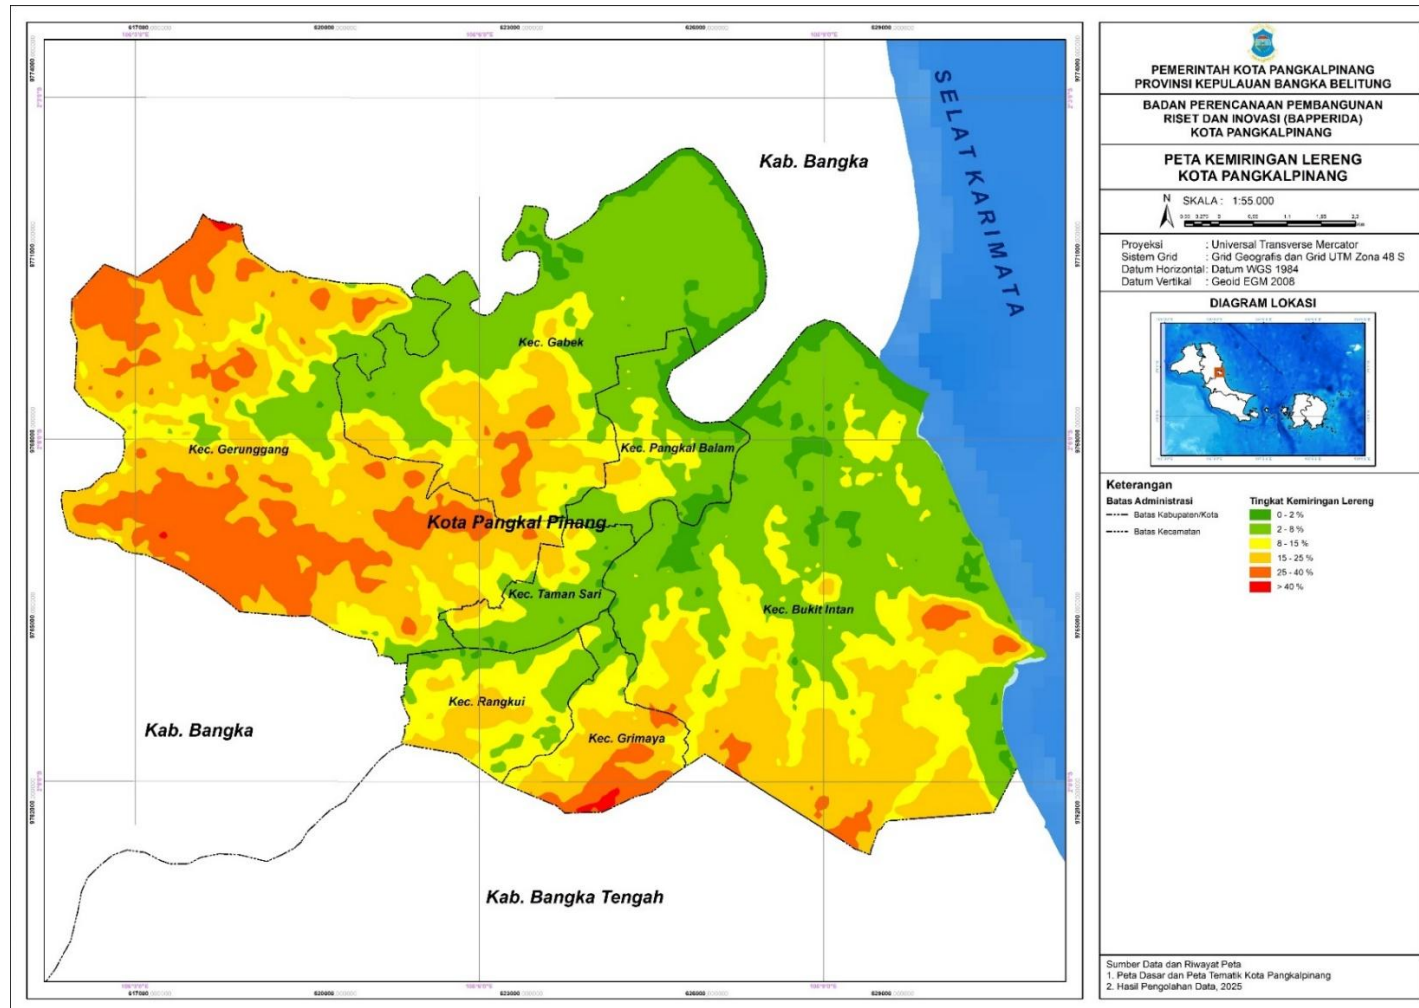 PEMERINTAH KOTA PANGKALPINANG
PROVINSI KEPULAUAN BANGKA BELITUNG
BADAN PERENCANAAN PEMBANGUNAN
RISET DAN INOVASI (BAPPERIDA)
KOTA PANGKALPINANG
PETA KEMIRINGAN LERENG
KOTA PANGKALPINANG
N
SKALA : 1:55.000
Proyeksi : Universal Transverse Mercator
Sistem Grid : Grid Geografis dan Grid UTM Zona 48 S
Datum Horizontal: Datum WGS 1984
Datum Vertikal : Geoid EGM 2008
DIAGRAM LOKASI
Keterangan
Batas Administrasi
Batas Kabupaten/Kota
Batas Kecamatan
Tingkat Kemiringan Lereng
0 - 2 %
2 - 8 %
8 - 15 %
15 - 25 %
25 - 40 %
> 40 %
Sumber Data dan Riwayat Peta
1. Peta Dasar dan Peta Tematik Kota Pangkalpinang
2. Hasil Pengolahan Data, 2025
SELAT KARIMATA
Kab. Bangka
Kec. Gabek
Kec. Gerunggang
Kec. Pangkal Balam
Kota Pangkal Pinang
Kec. Taman Sari
Kec. Bukit Intan
Kec. Rangkui
Kec. Grimaya
Kab. Bangka
Kab. Bangka Tengah